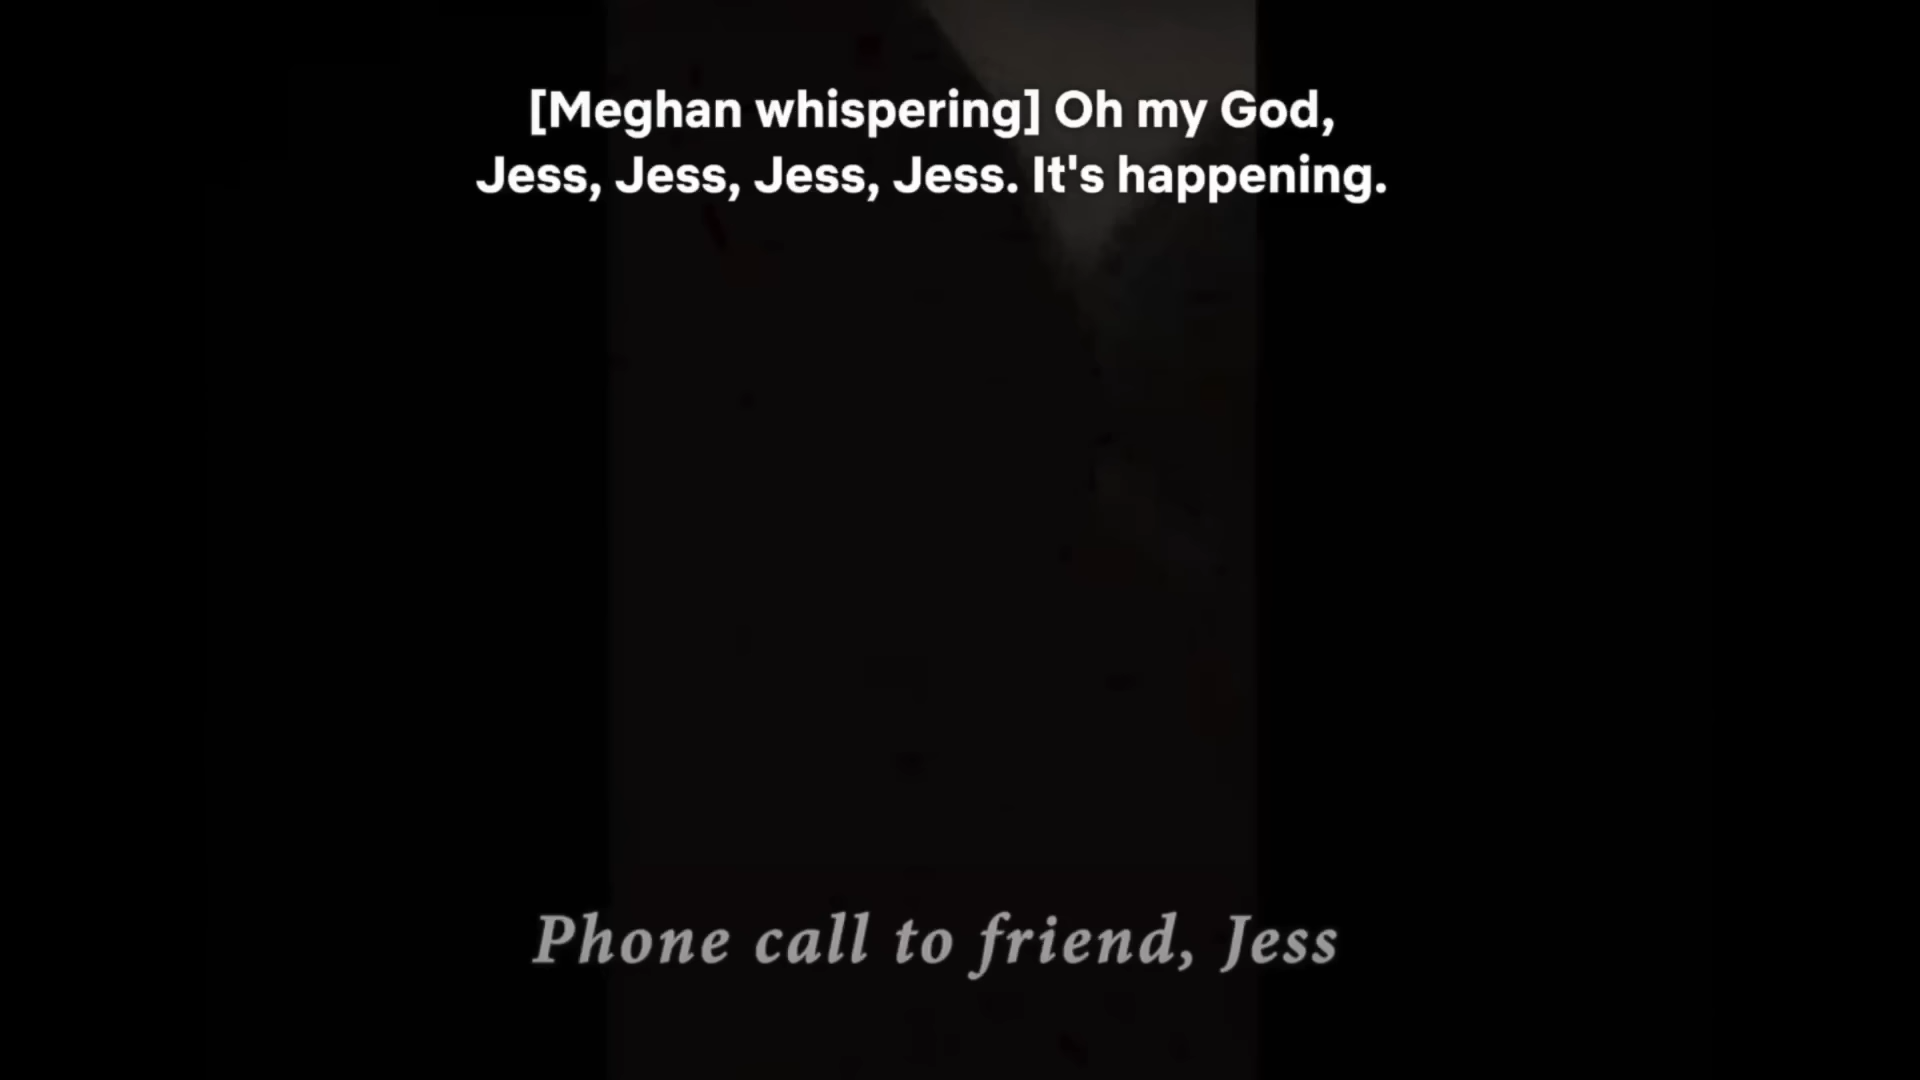 [Meghan whispering] Oh my God,
Jess, Jess, Jess, Jess. It's happening.
Phone call to friend, Jess